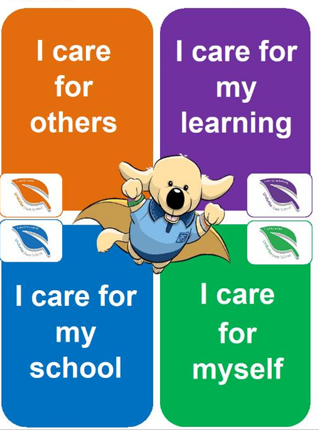 I care
for
others
I care for
my
learning
I care for
my
school
I care
for
myself